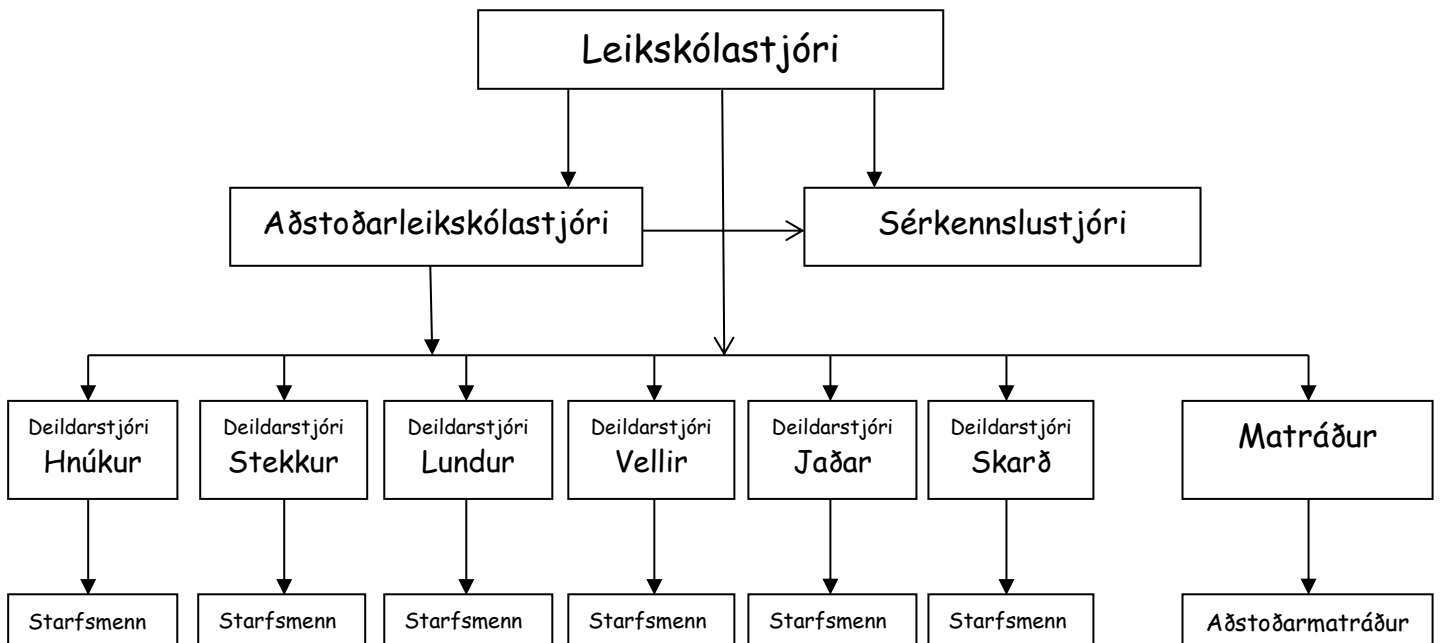 Leikskólastjóri
Aðstoðarleikskólastjóri
Sérkennslustjóri
Deildarstjóri
Hnúkur
Deildarstjóri
Stekkur
Deildarstjóri
Lundur
Deildarstjóri
Vellir
Deildarstjóri
Jaðar
Deildarstjóri
Skarð
Matráður
Starfsmenn
Starfsmenn
Starfsmenn
Starfsmenn
Starfsmenn
Starfsmenn
Aðstoðarmatráður